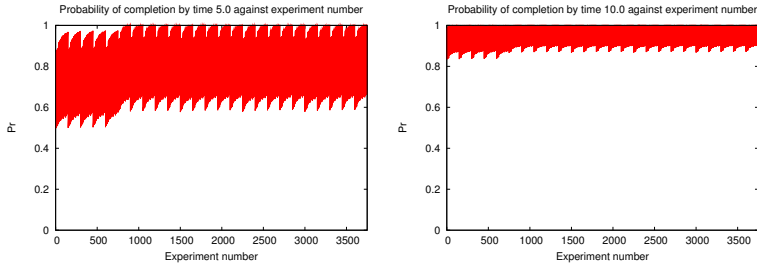 Probability of completion by time 5.0 against experiment number
1
0.8
0.6
0.4
0.2
0
Pr
0 500 1000 1500 2000 2500 3000 3500
Experiment number
Probability of completion by time 10.0 against experiment number
1
0.8
0.6
0.4
0.2
0
Pr
0 500 1000 1500 2000 2500 3000 3500
Experiment number